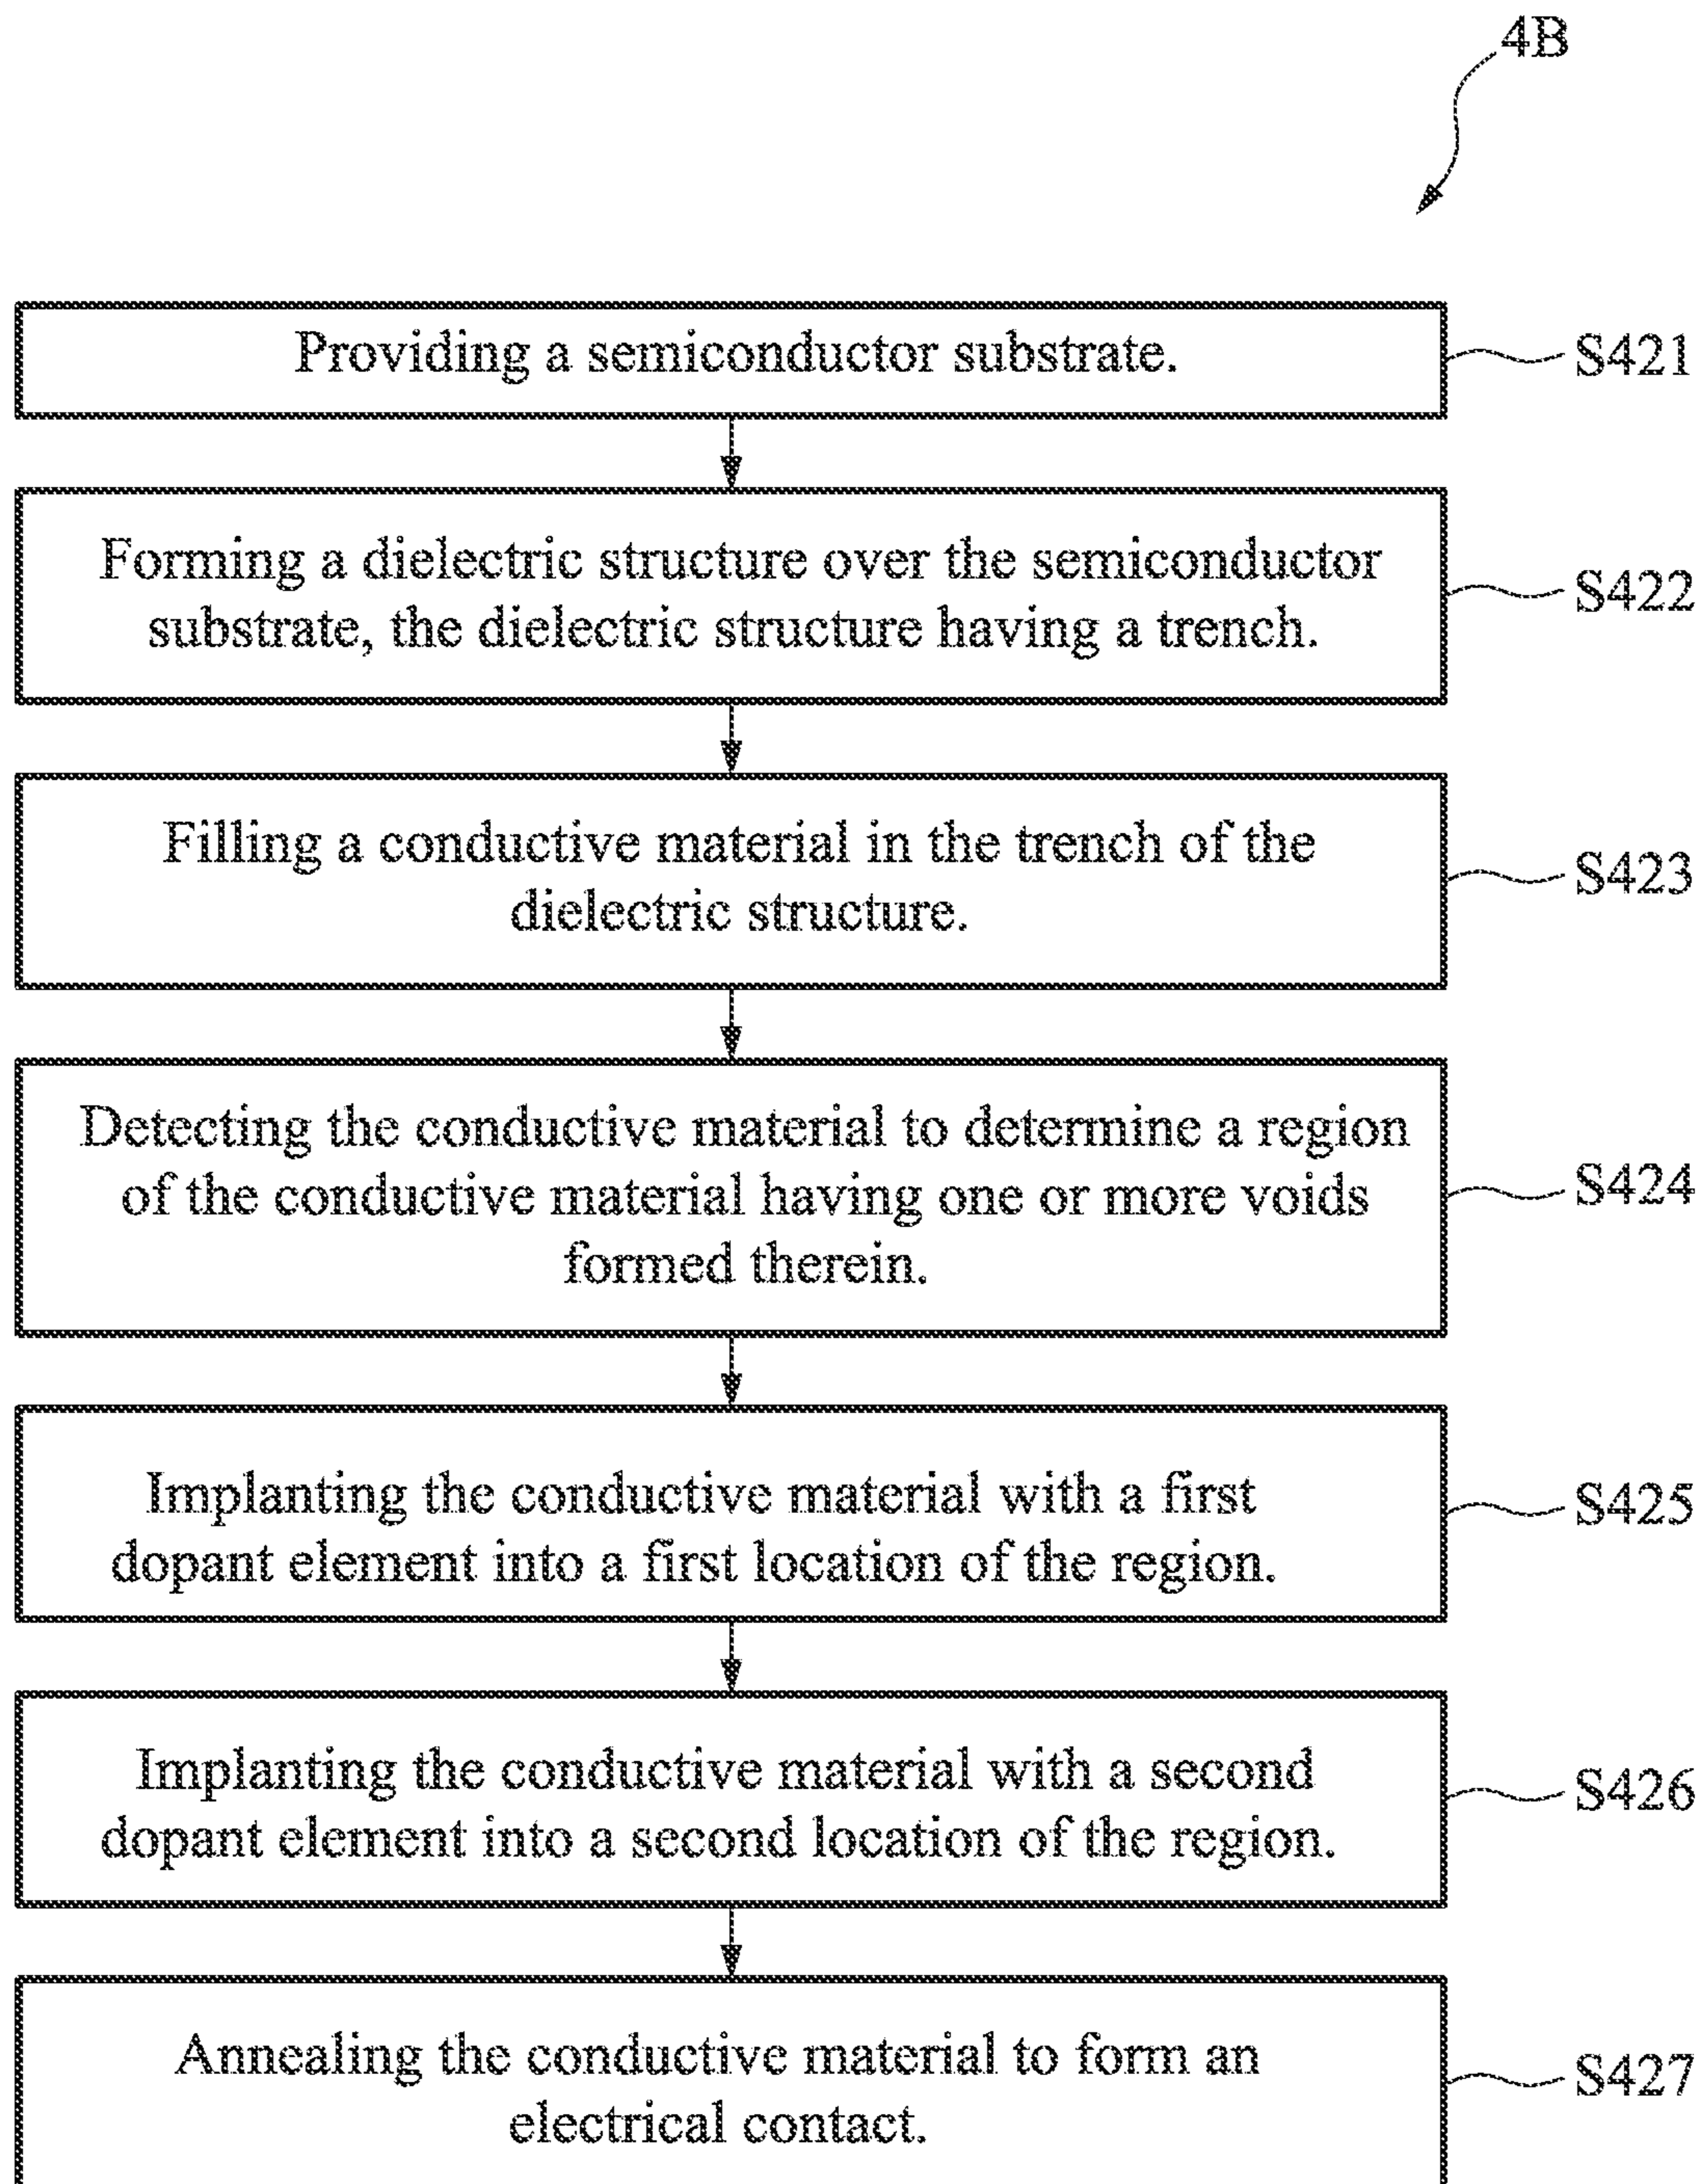 4B
Providing a semiconductor substrate.
S421
Forming a dielectric structure over the semiconductor
substrate, the dielectric structure having a trench.
S422
Filling a conductive material in the trench of the
dielectric structure.
S423
Detecting the conductive material to determine a region
of the conductive material having one or more voids
formed therein.
S424
Implanting the conductive material with a first
dopant element into a first location of the region.
S425
Implanting the conductive material with a second
dopant element into a second location of the region.
S426
Annealing the conductive material to form an
electrical contact.
S427